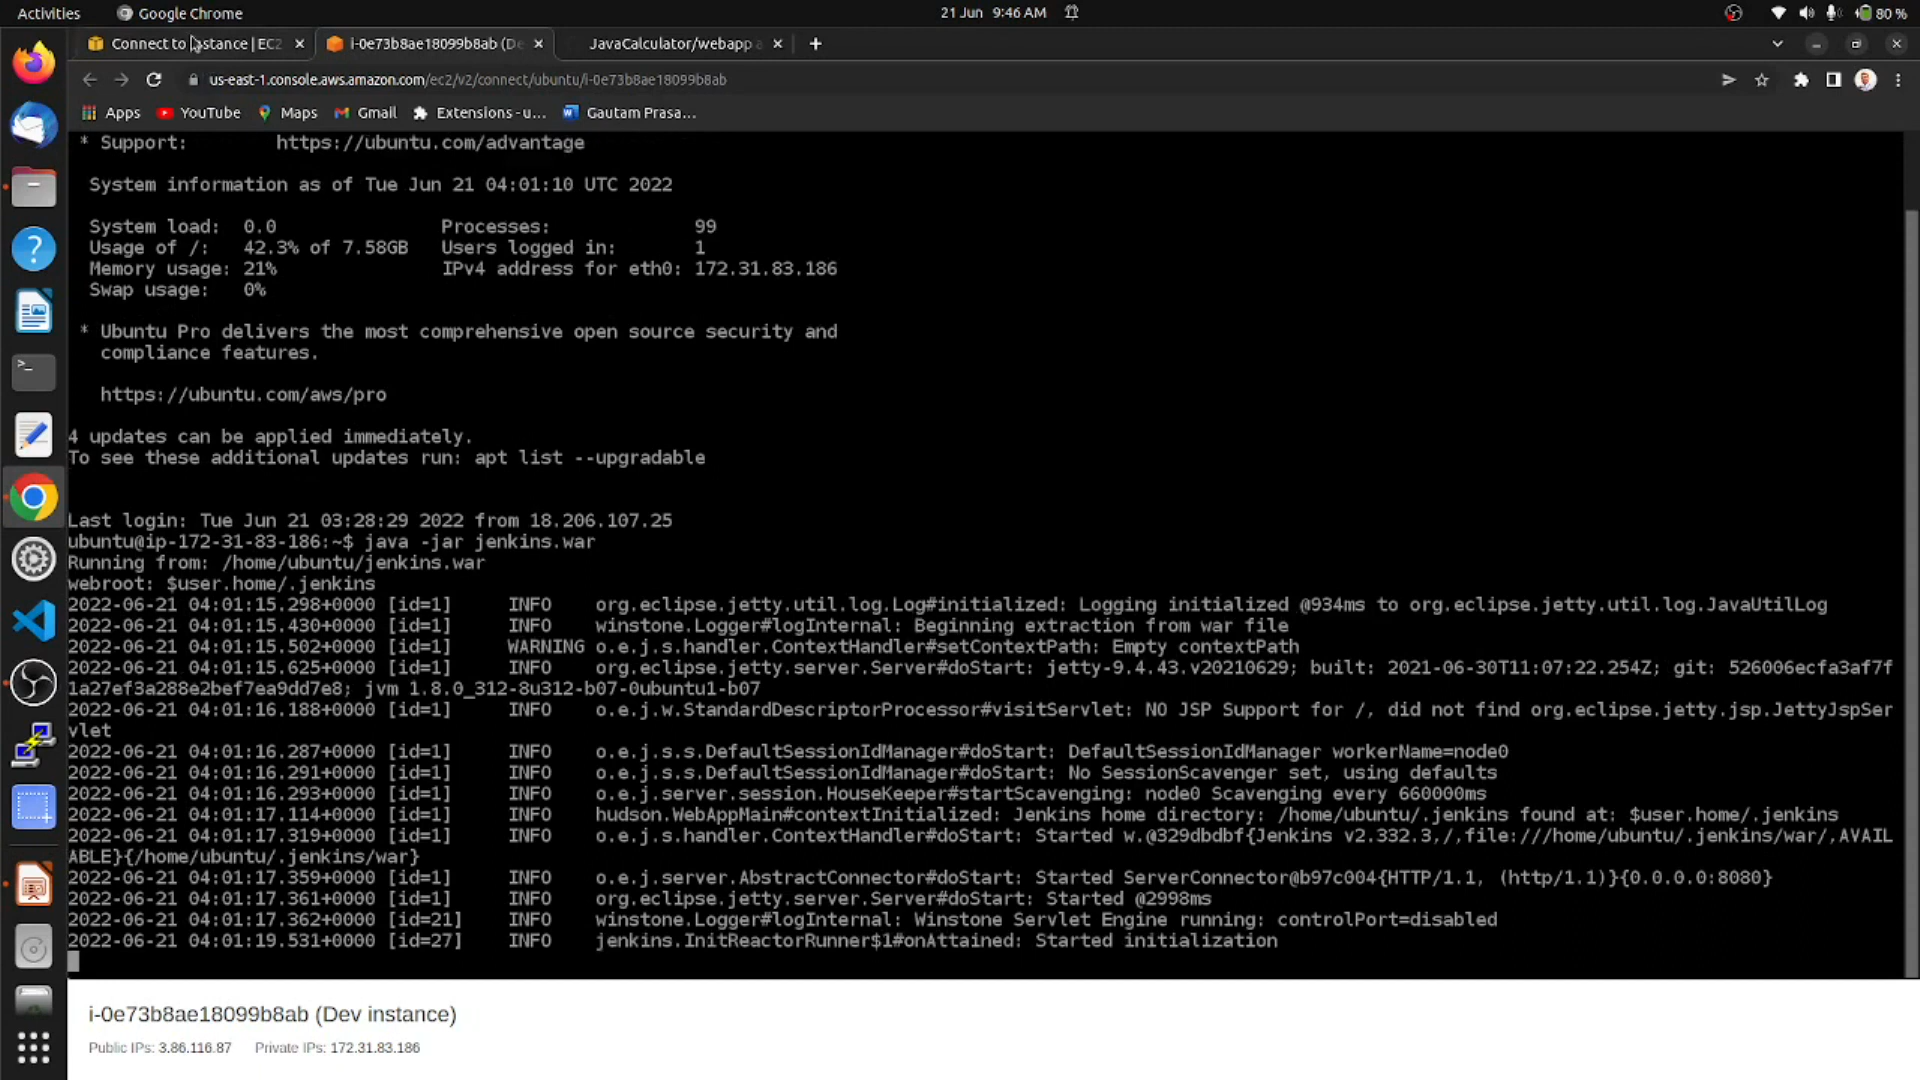 Activities
Google Chrome
21 Jun 9:46 AM
80 %
Connect to instance | EC2
i-0e73b8ae18099b8ab (De
JavaCalculator/webapp a
us-east-1.console.aws.amazon.com/ec2/v2/connect/ubuntu/i-0e73b8ae18099b8ab
Apps
YouTube
Maps
Gmail
Extensions - u...
Gautam Prasa...
* Support: https://ubuntu.com/advantage
System information as of Tue Jun 21 04:01:10 UTC 2022
System load: 0.0 Processes: 99
Usage of /: 42.3% of 7.58GB Users logged in: 1
Memory usage: 21% IPv4 address for eth0: 172.31.83.186
Swap usage: 0%
* Ubuntu Pro delivers the most comprehensive open source security and
compliance features.
https://ubuntu.com/aws/pro
4 updates can be applied immediately.
To see these additional updates run: apt list --upgradable
Last login: Tue Jun 21 03:28:29 2022 from 18.206.107.25
ubuntu@ip-172-31-83-186:~$ java -jar jenkins.war
Running from: /home/ubuntu/jenkins.war
webroot: $user.home/.jenkins
2022-06-21 04:01:15.298+0000 [id=1] INFO org.eclipse.jetty.util.log.Log#initialized: Logging initialized @934ms to org.eclipse.jetty.util.log.JavaUtilLog
2022-06-21 04:01:15.430+0000 [id=1] INFO winstone.Logger#logInternal: Beginning extraction from war file
2022-06-21 04:01:15.502+0000 [id=1] WARNING o.e.j.s.handler.ContextHandler#setContextPath: Empty contextPath
2022-06-21 04:01:15.625+0000 [id=1] INFO org.eclipse.jetty.server.Server#doStart: jetty-9.4.43.v20210629; built: 2021-06-30T11:07:22.254Z; git: 526006ecfa3af7f
1a27ef3a288e2bef7ea9dd7e8; jvm 1.8.0_312-8u312-b07-0ubuntu1-b07
2022-06-21 04:01:16.188+0000 [id=1] INFO o.e.j.w.StandardDescriptorProcessor#visitServlet: NO JSP Support for /, did not find org.eclipse.jetty.jsp.JettyJspSer
vlet
2022-06-21 04:01:16.287+0000 [id=1] INFO o.e.j.s.s.DefaultSessionIdManager#doStart: DefaultSessionIdManager workerName=node0
2022-06-21 04:01:16.291+0000 [id=1] INFO o.e.j.s.s.DefaultSessionIdManager#doStart: No SessionScavenger set, using defaults
2022-06-21 04:01:16.293+0000 [id=1] INFO o.e.j.server.session.HouseKeeper#startScavenging: node0 Scavenging every 660000ms
2022-06-21 04:01:17.114+0000 [id=1] INFO hudson.WebAppMain#contextInitialized: Jenkins home directory: /home/ubuntu/.jenkins found at: $user.home/.jenkins
2022-06-21 04:01:17.319+0000 [id=1] INFO o.e.j.s.handler.ContextHandler#doStart: Started w.@329dbdbf{Jenkins v2.332.3,/,file:///home/ubuntu/.jenkins/war/,AVAIL
ABLE}{/home/ubuntu/.jenkins/war}
2022-06-21 04:01:17.359+0000 [id=1] INFO o.e.j.server.AbstractConnector#doStart: Started ServerConnector@b97c004{HTTP/1.1, (http/1.1)}{0.0.0.0:8080}
2022-06-21 04:01:17.361+0000 [id=1] INFO org.eclipse.jetty.server.Server#doStart: Started @2998ms
2022-06-21 04:01:17.362+0000 [id=21] INFO winstone.Logger#logInternal: Winstone Servlet Engine running: controlPort=disabled
2022-06-21 04:01:19.531+0000 [id=27] INFO jenkins.InitReactorRunner$1#onAttained: Started initialization
i-0e73b8ae18099b8ab (Dev instance)
Public IPs: 3.86.116.87 Private IPs: 172.31.83.186